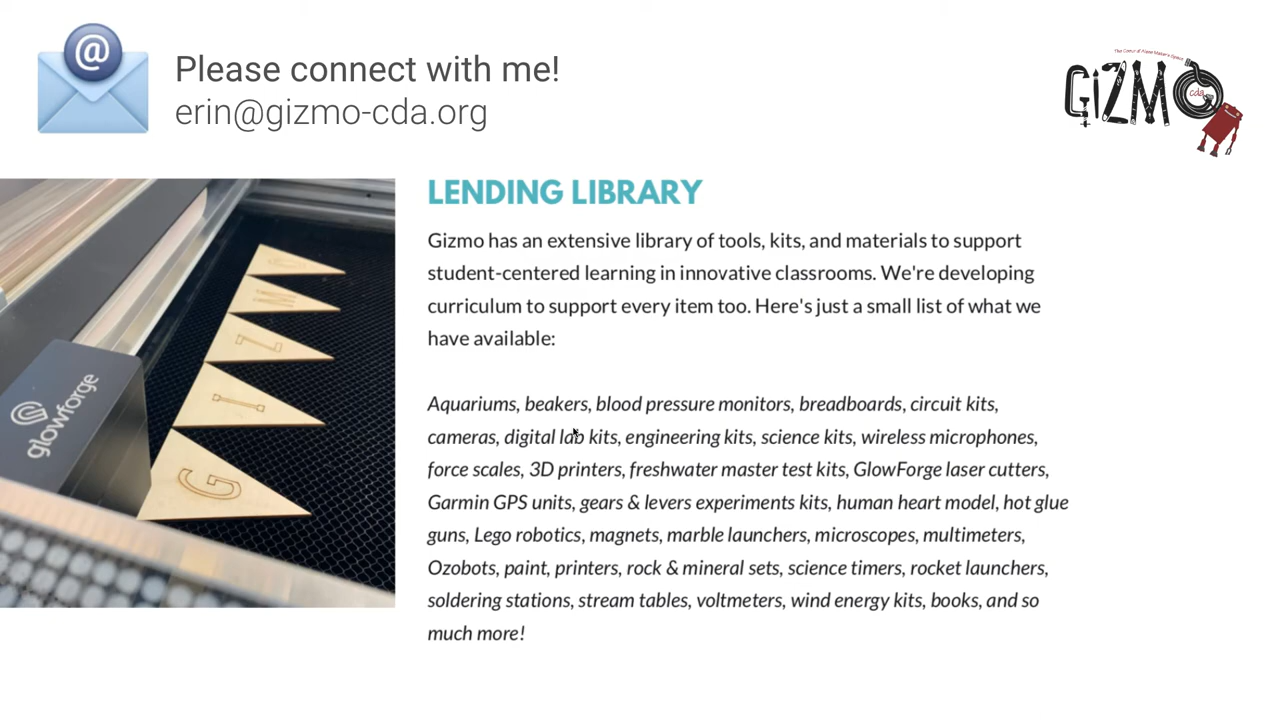 @
Please connect with me!
erin@gizmo-cda.org
The Coeur d'Alene Maker's Space
GIZMO
cda
LENDING LIBRARY
Gizmo has an extensive library of tools, kits, and materials to support
student-centered learning in innovative classrooms. We're developing
curriculum to support every item too. Here's just a small list of what we
have available:
Aquariums, beakers, blood pressure monitors, breadboards, circuit kits,
cameras, digital lab kits, engineering kits, science kits, wireless microphones,
force scales, 3D printers, freshwater master test kits, GlowForge laser cutters,
Garmin GPS units, gears & levers experiments kits, human heart model, hot glue
guns, Lego robotics, magnets, marble launchers, microscopes, multimeters,
Ozobots, paint, printers, rock & mineral sets, science timers, rocket launchers,
soldering stations, stream tables, voltmeters, wind energy kits, books, and so
much more!
glowforge
G
I
Z
M